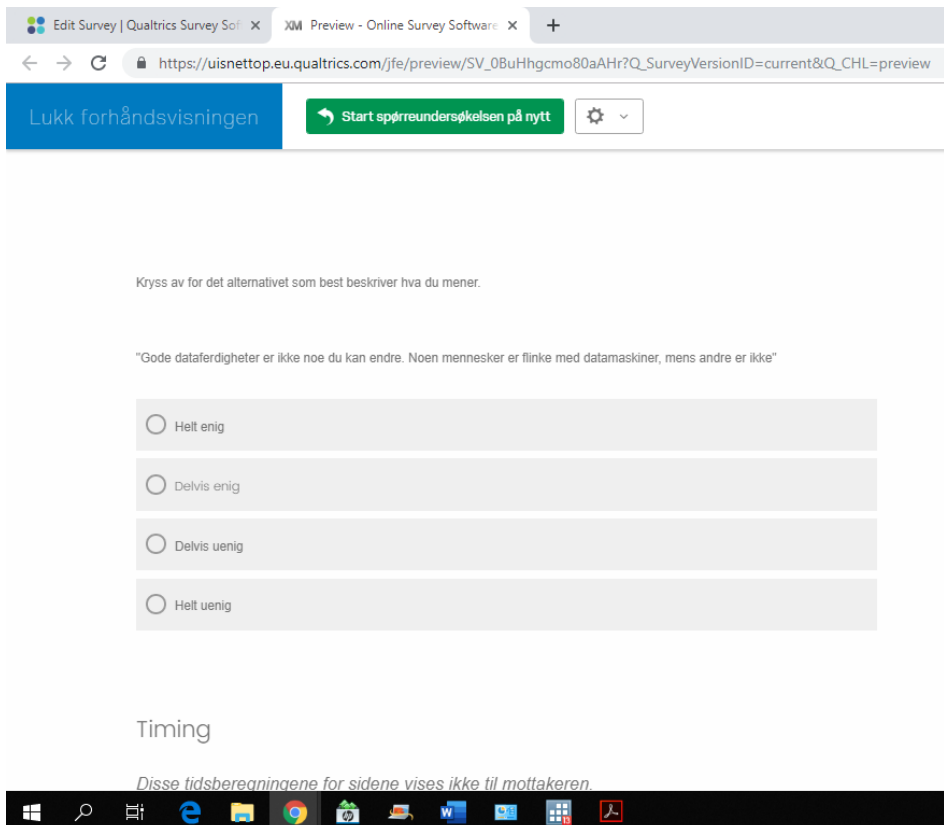 Edit Survey | Qualtrics Survey Sof
XM Preview - Online Survey Software
https://uisnettop.eu.qualtrics.com/jfe/preview/SV_0BuHhgcmo80aAHr?Q_SurveyVersionID=current&Q_CHL=preview
Lukk forhåndsvisningen
Start spørreundersøkelsen på nytt
Kryss av for det alternativet som best beskriver hva du mener.
"Gode dataferdigheter er ikke noe du kan endre. Noen mennesker er flinke med datamaskiner, mens andre er ikke"
Helt enig
Delvis enig
Delvis uenig
Helt uenig
Timing
Disse tidsberegningene for sidene vises ikke til mottakeren.